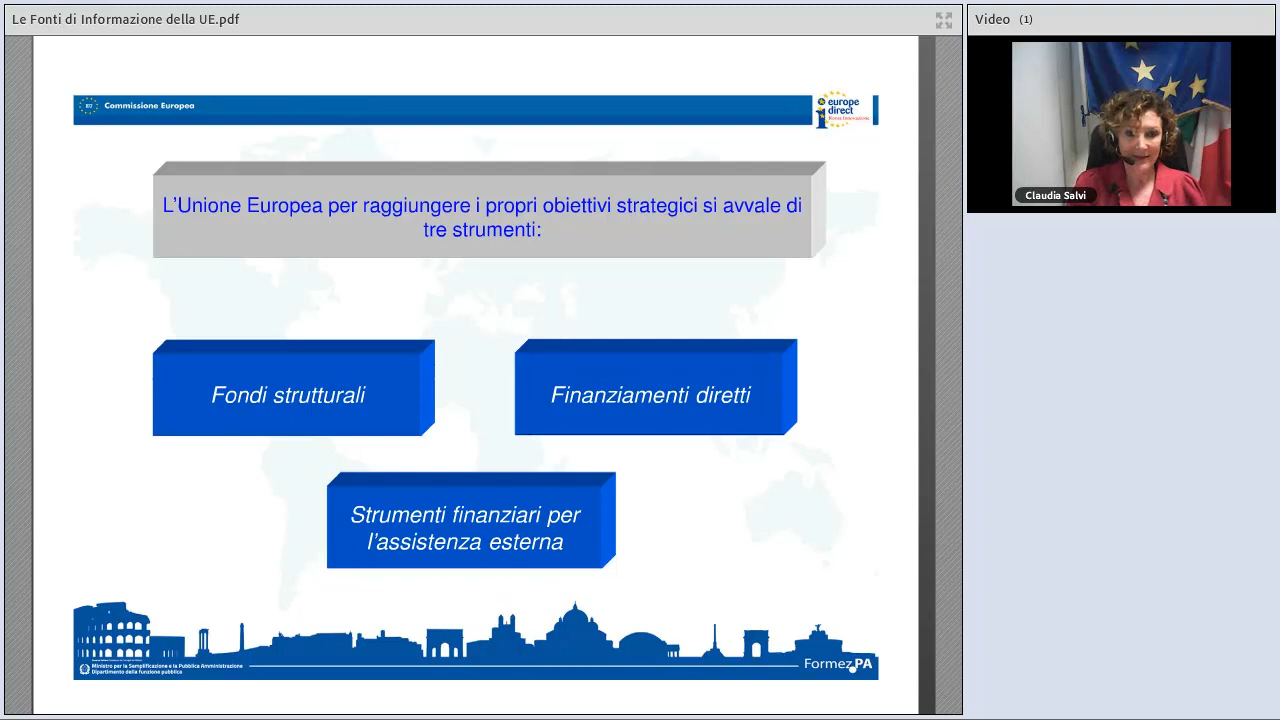 Le Fonti di Informazione della UE.pdf
Video (1)
Commissione Europea
europe
direct
Roma Innovazione
Claudia Salvi
L'Unione Europea per raggiungere i propri obiettivi strategici si avvale di
tre strumenti:
Fondi strutturali
Finanziamenti diretti
Strumenti finanziari per
l'assistenza esterna
Ministro per la Semplificazione e la Pubblica Amministrazione
Dipartimento della funzione pubblica
FormezPA